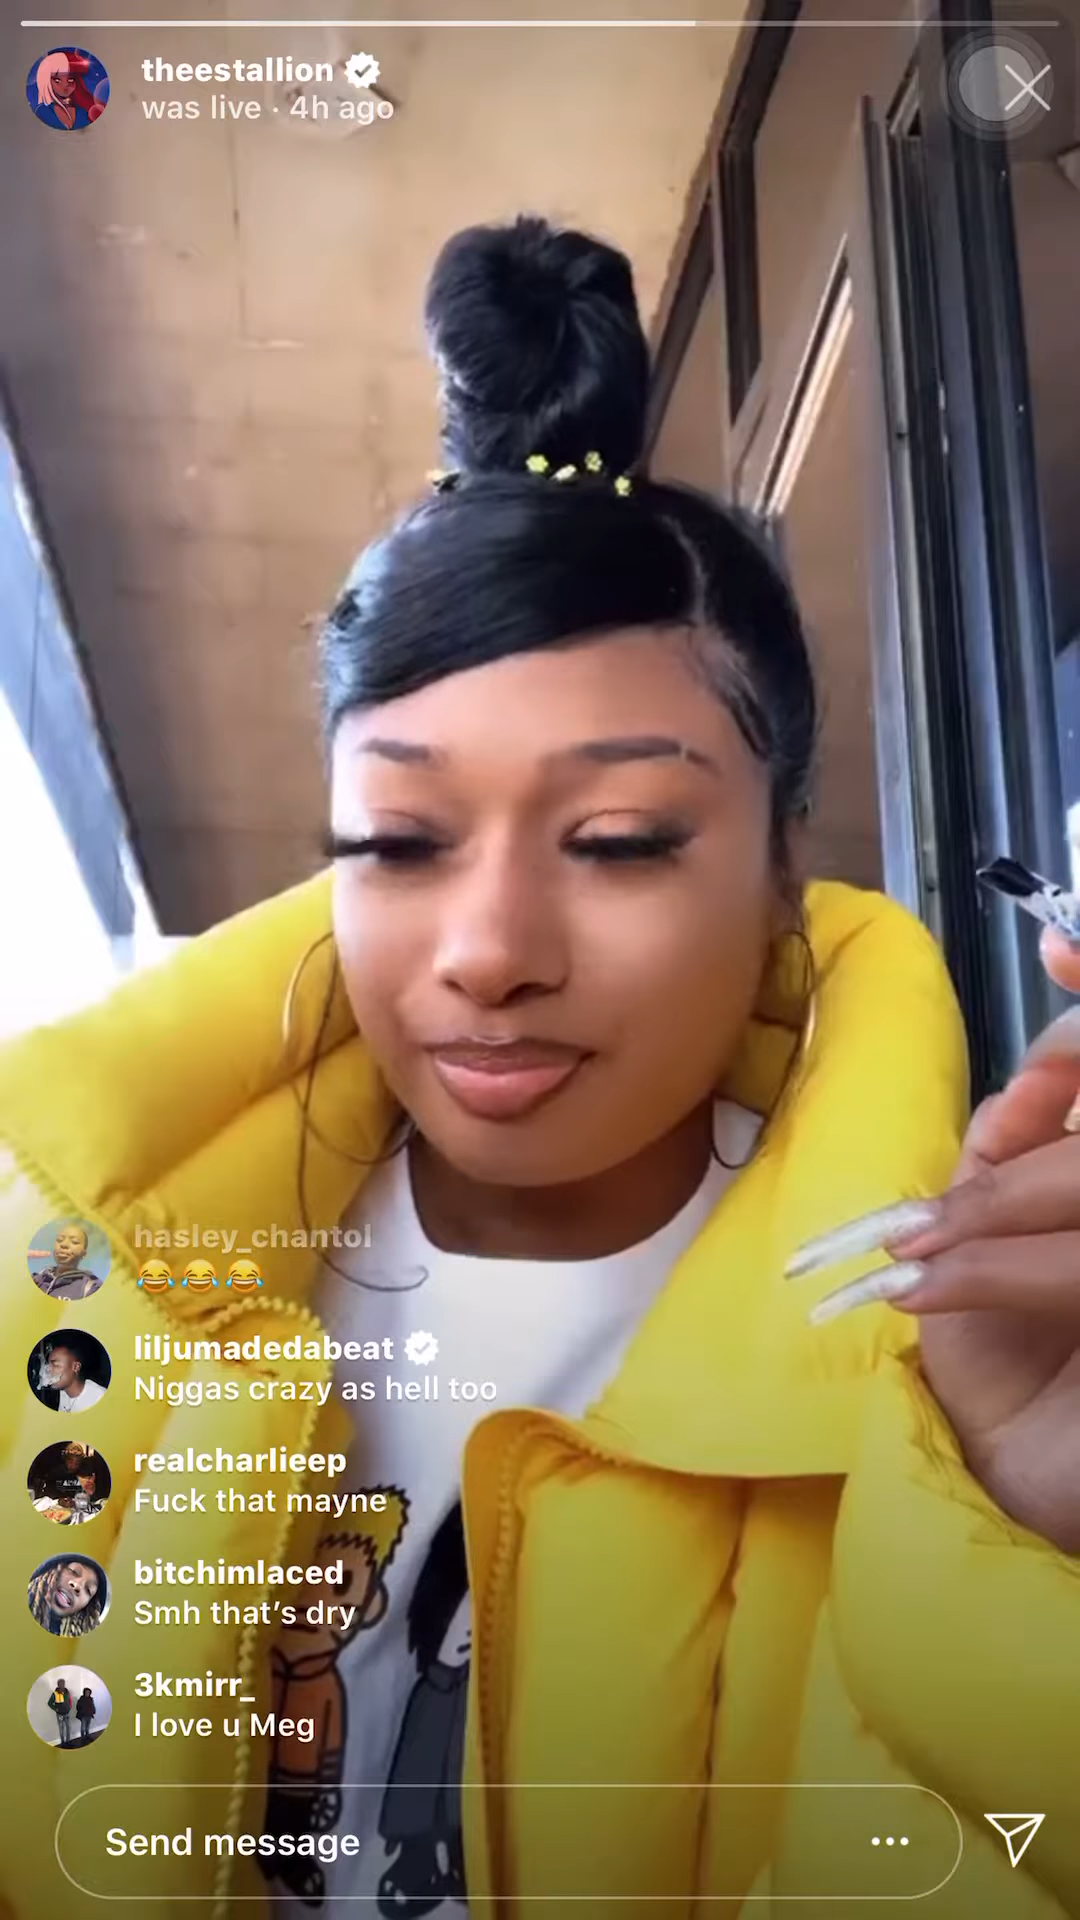 theestallion
was live · 4h ago
hasley_chantol
😂😂😂
liljumadedabeat
Niggas crazy as hell too
realcharlieep
Fuck that mayne
bitchimlaced
Smh that’s dry
3kmirr_
I love u Meg
Send message